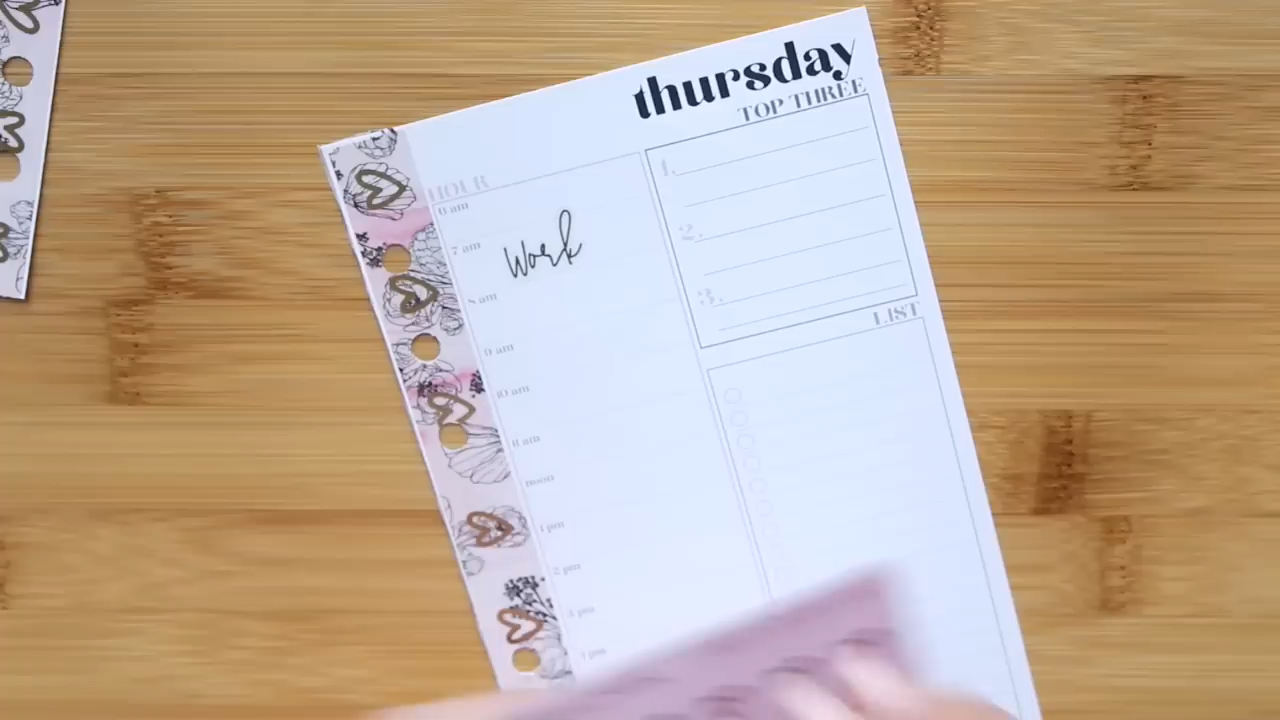 thursday
TOP THREE
HOUR
1.
6 am
Work
2.
7 am
3.
8 am
LIST
9 am
10 am
11 am
noon
1 pm
2 pm
3 pm
4 pm